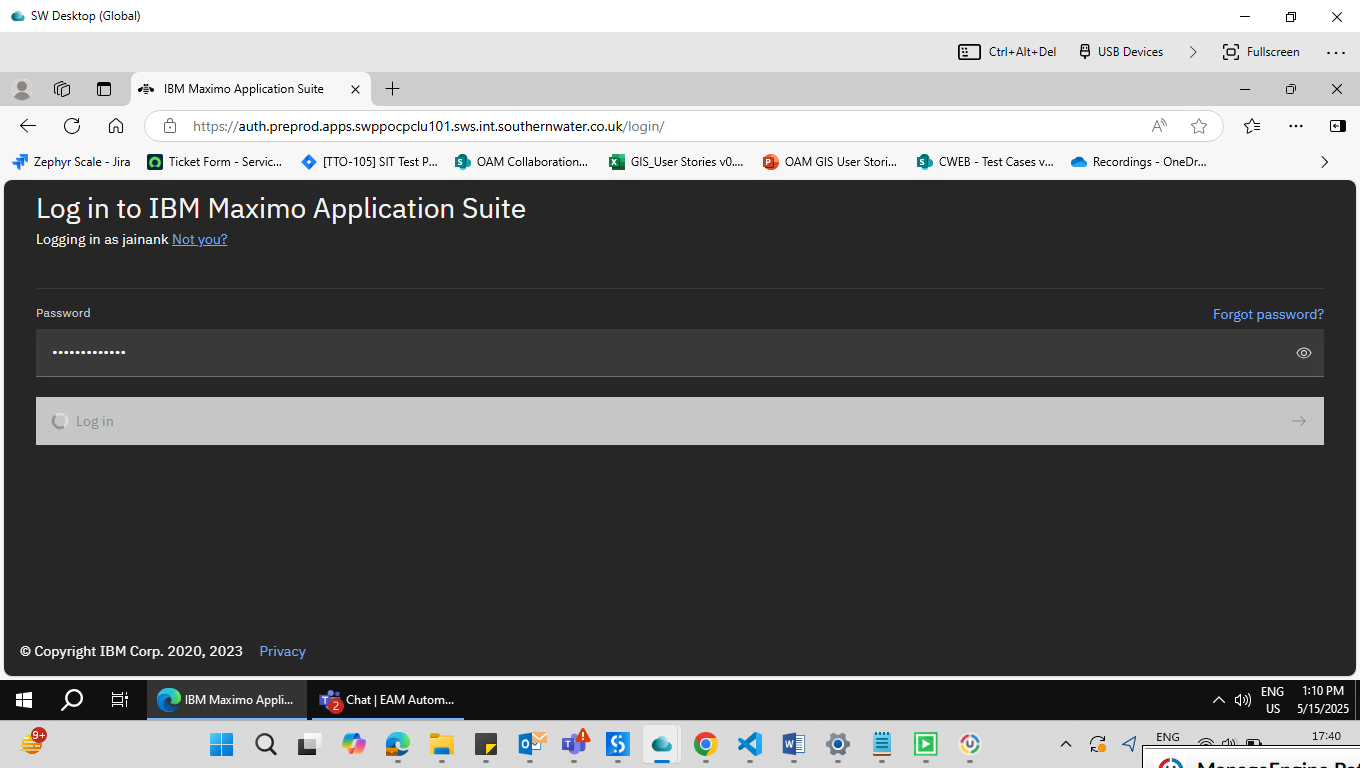 SW Desktop (Global)
Ctrl+Alt+Del
USB Devices
Fullscreen
IBM Maximo Application Suite
https://auth.preprod.apps.swppocpclu101.sws.int.southernwater.co.uk/login/
Zephyr Scale - Jira
Ticket Form - Servic...
[TTO-105] SIT Test P...
OAM Collaboration...
GIS_User Stories v0....
OAM GIS User Stori...
CWEB - Test Cases v...
Recordings - OneDr...
Log in to IBM Maximo Application Suite
Logging in as jainank Not you?
Password
Forgot password?
•••••••••••••
Log in
© Copyright IBM Corp. 2020, 2023 Privacy
IBM Maximo Appli...
2
Chat | EAM Autom...
ENG
US
1:10 PM
5/15/2025
9+
ENG
17:40